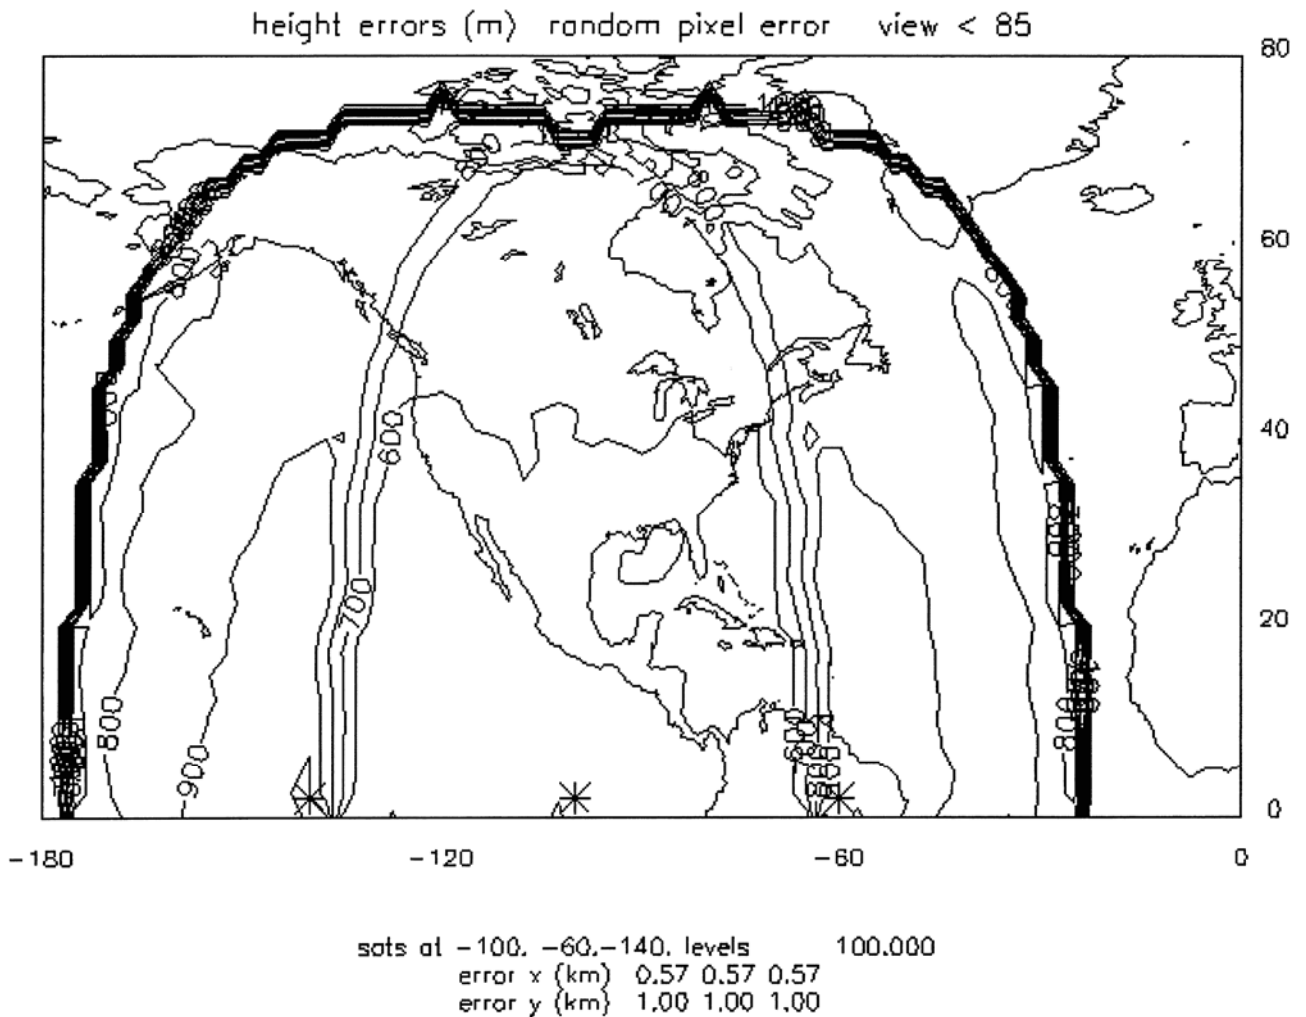 height errors (m) random pixel error view < 85
80
60
40
20
0
600
700
800
900
-180 -120 -60 0
sats at -100. -60.-140. levels 100.000
error x (km) 0.57 0.57 0.57
error y (km) 1.00 1.00 1.00